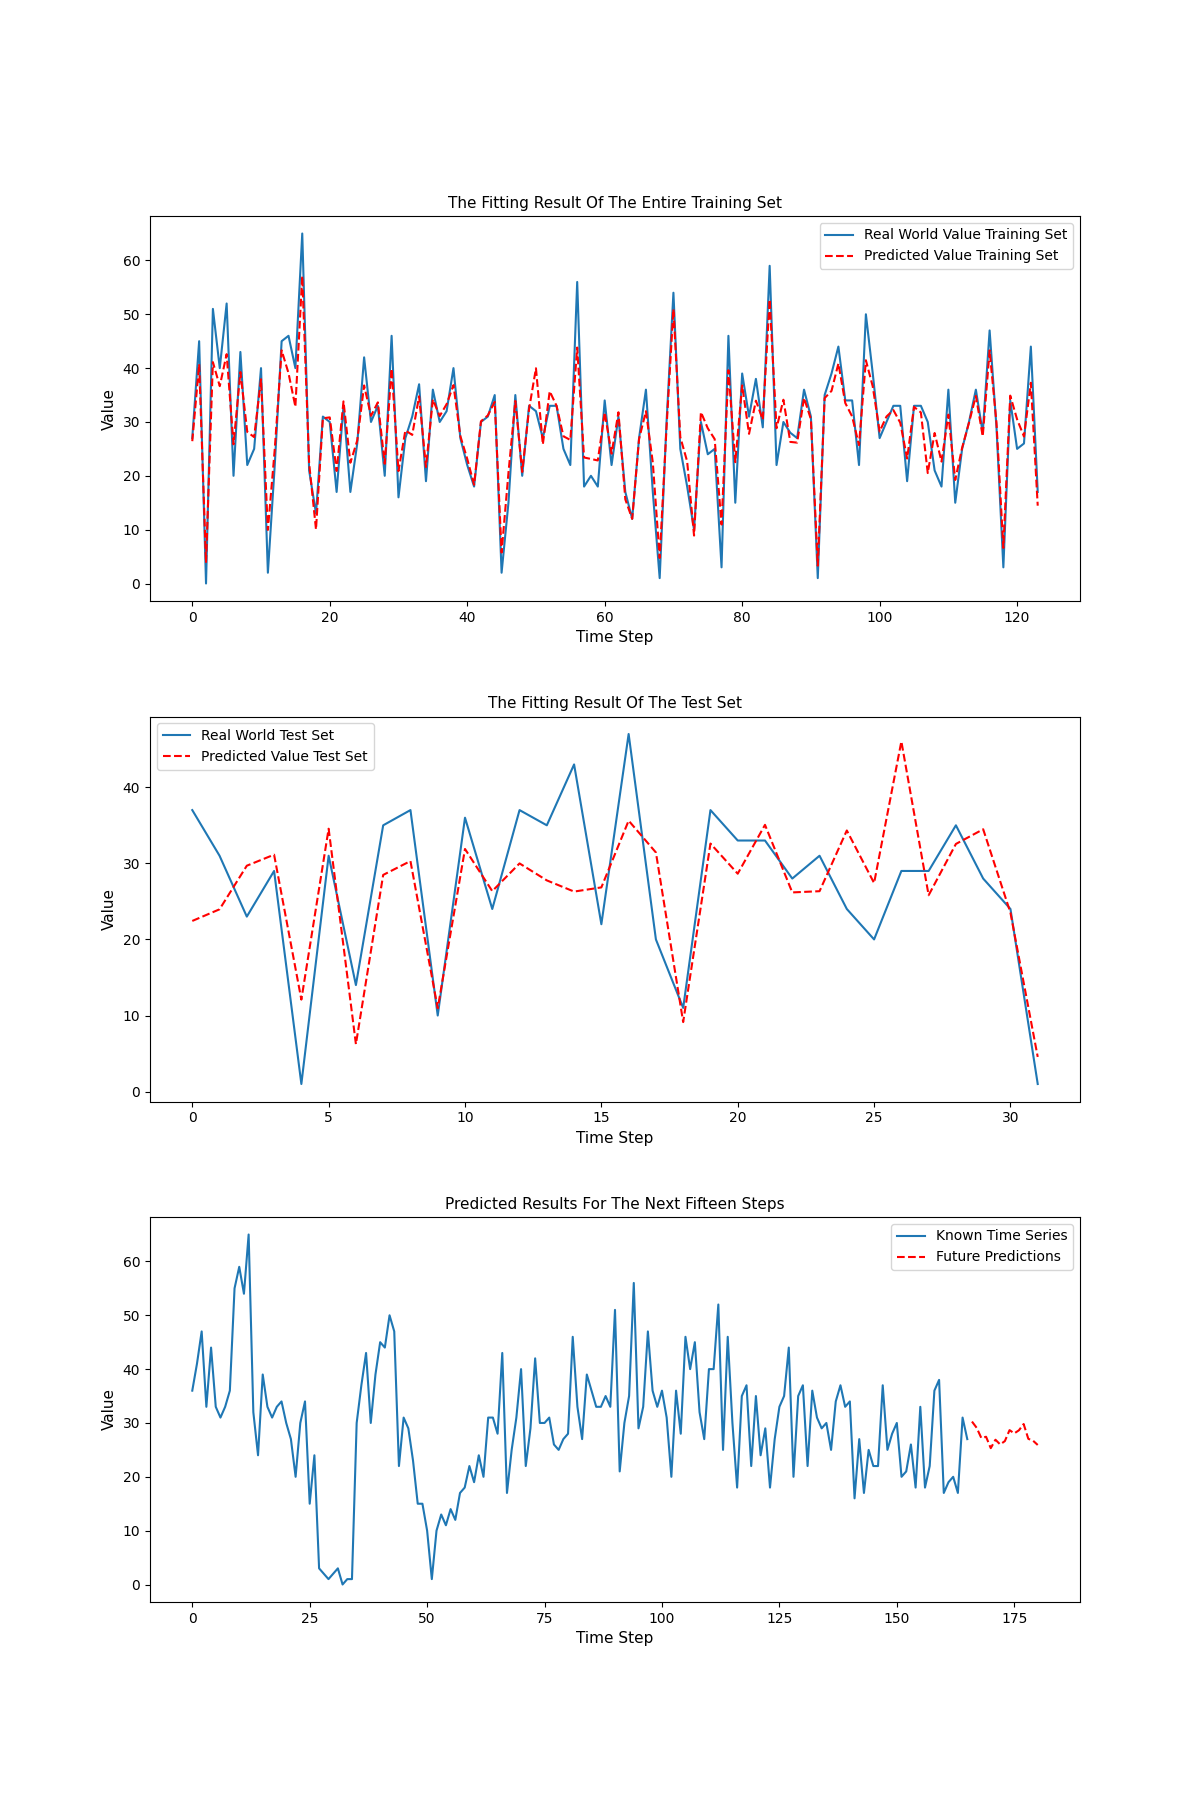 The Fitting Result Of The Entire Training Set
Real World Value Training Set
Predicted Value Training Set
Value
60
50
40
30
20
10
0
0 20 40 60 80 100 120
Time Step
The Fitting Result Of The Test Set
Real World Test Set
Predicted Value Test Set
Value
40
30
20
10
0
0 5 10 15 20 25 30
Time Step
Predicted Results For The Next Fifteen Steps
Known Time Series
Future Predictions
Value
60
50
40
30
20
10
0
0 25 50 75 100 125 150 175
Time Step